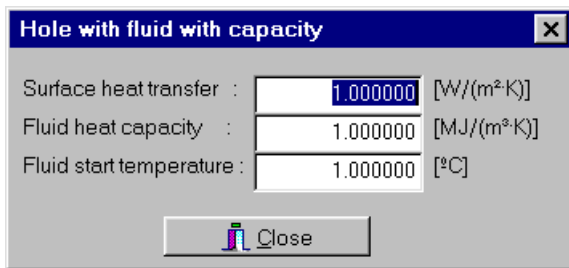 Hole with fluid with capacity
Surface heat transfer : 1.000000 [W/(m²·K)]
Fluid heat capacity : 1.000000 [MJ/(m³·K)]
Fluid start temperature : 1.000000 [ºC]
Close